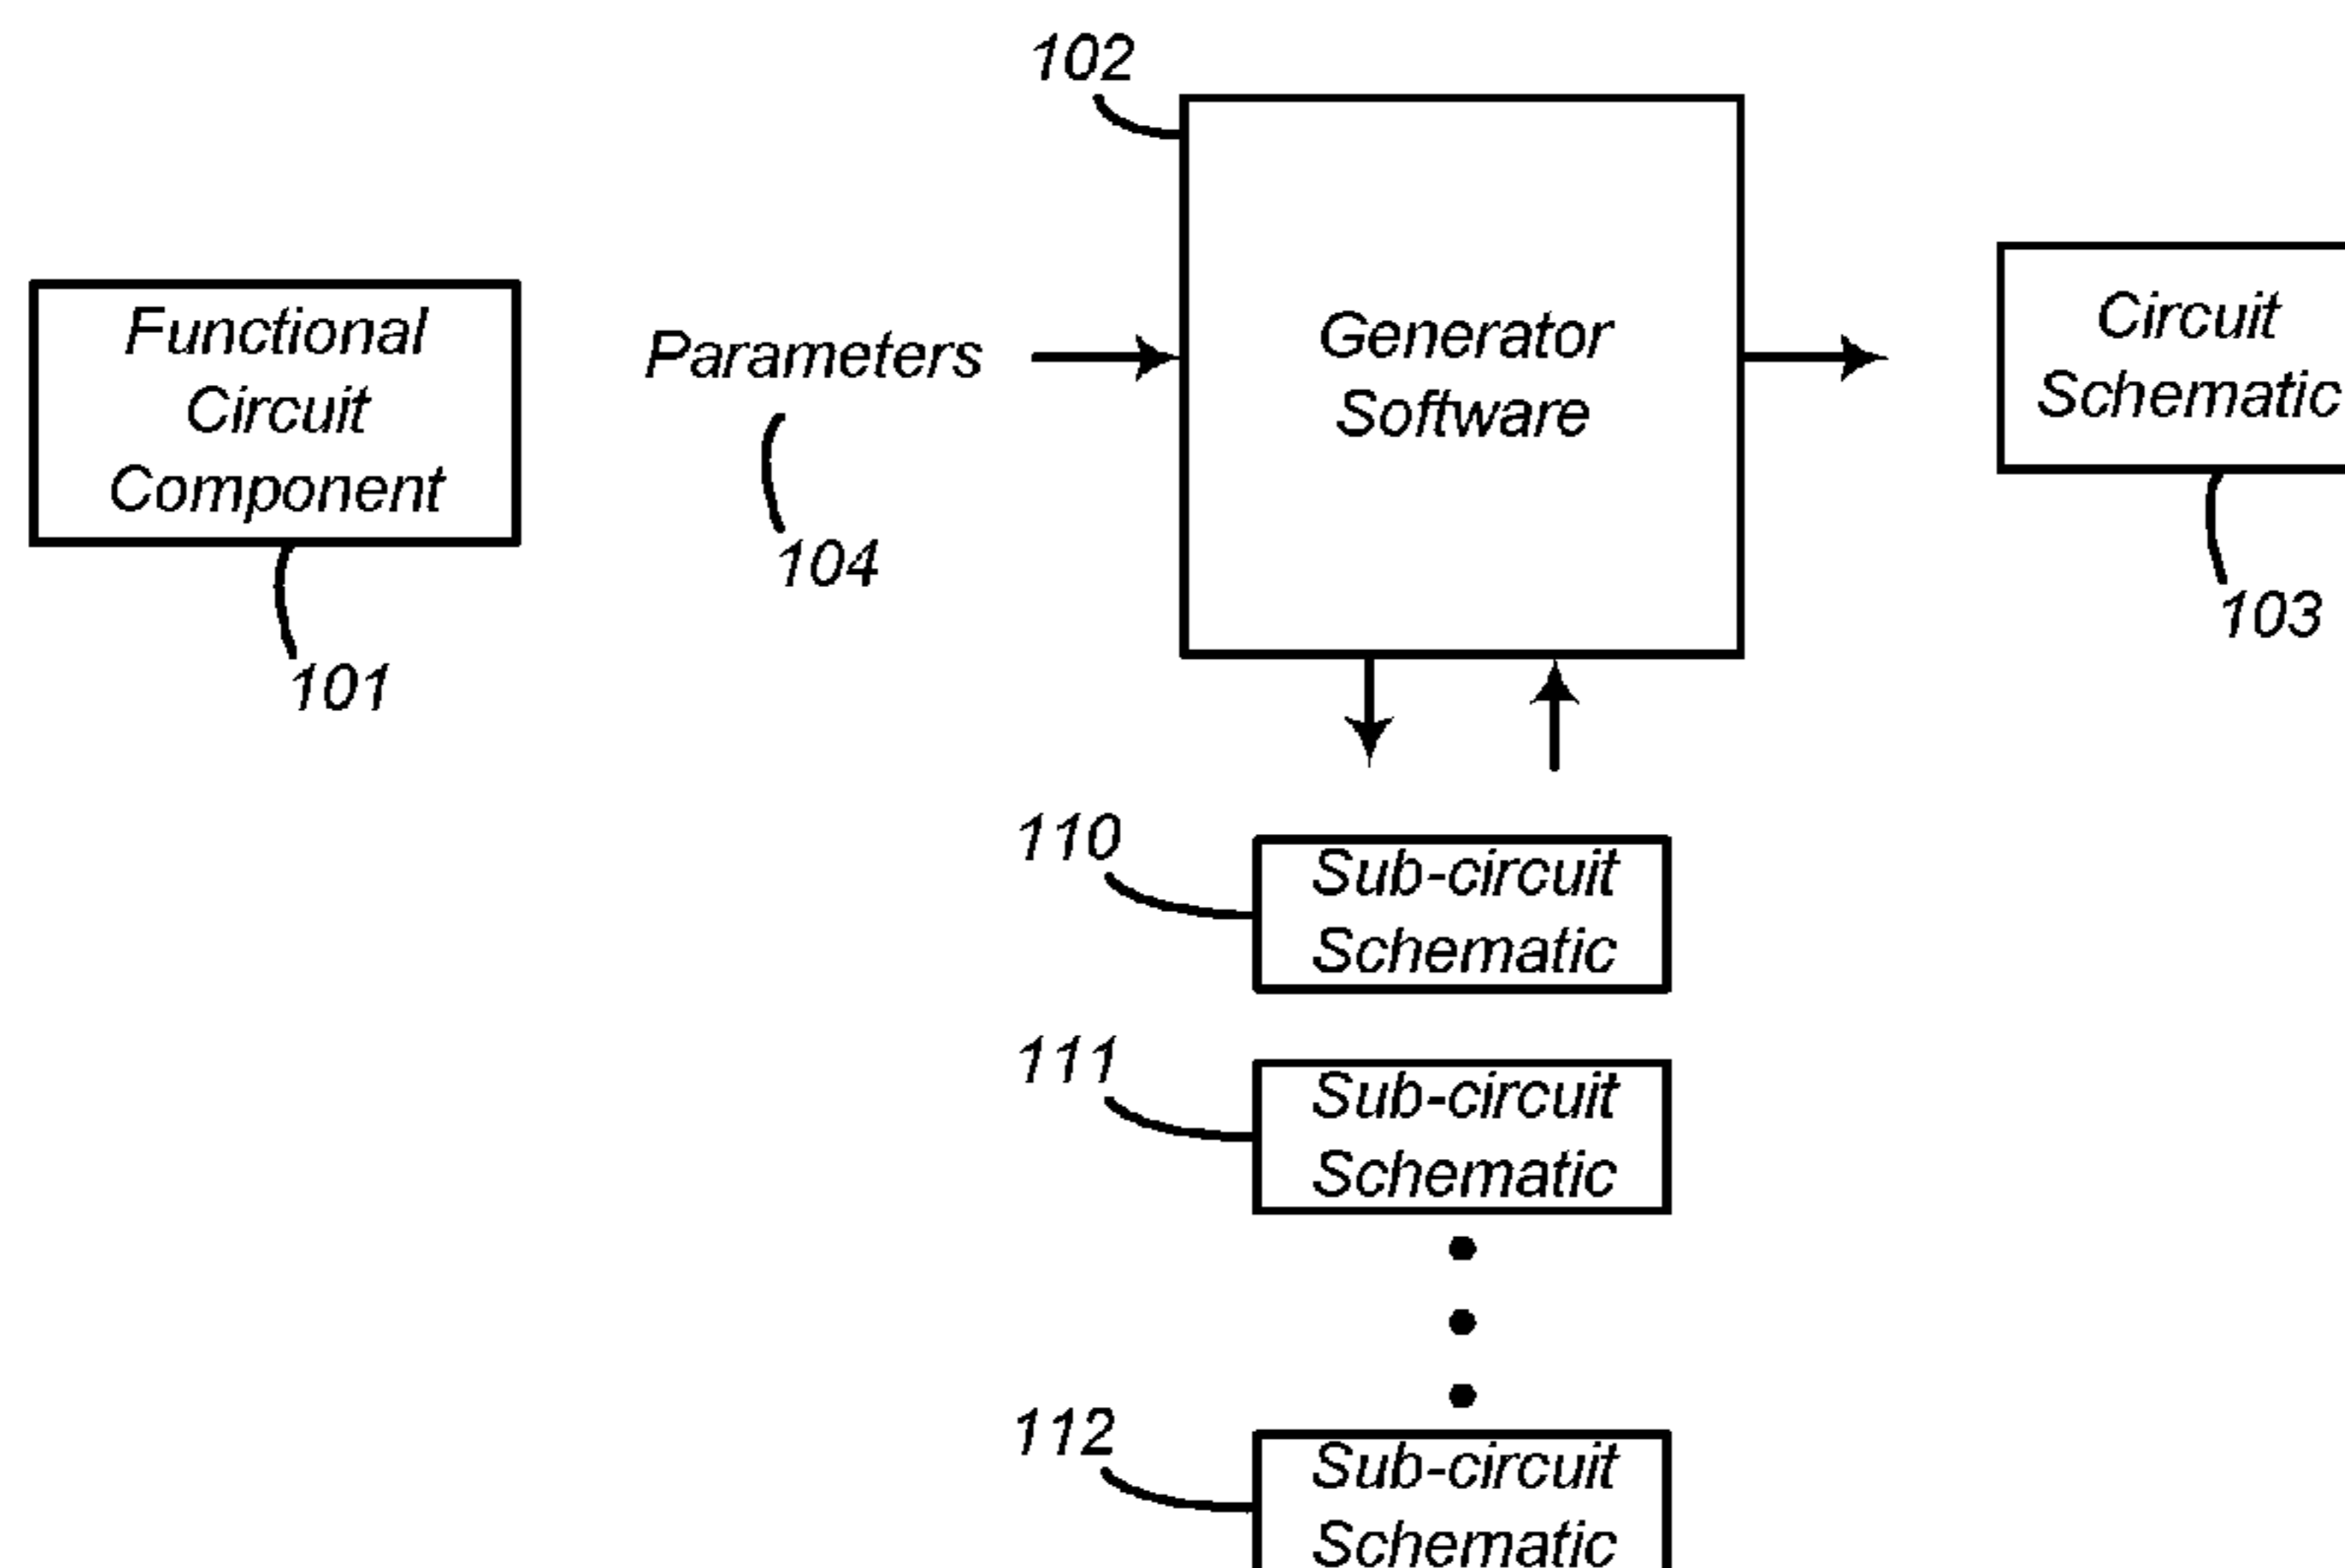 102
Functional
Circuit
Component
101
Parameters
104
Generator
Software
Circuit
Schematic
103
110
Sub-circuit
Schematic
111
Sub-circuit
Schematic
112
Sub-circuit
Schematic